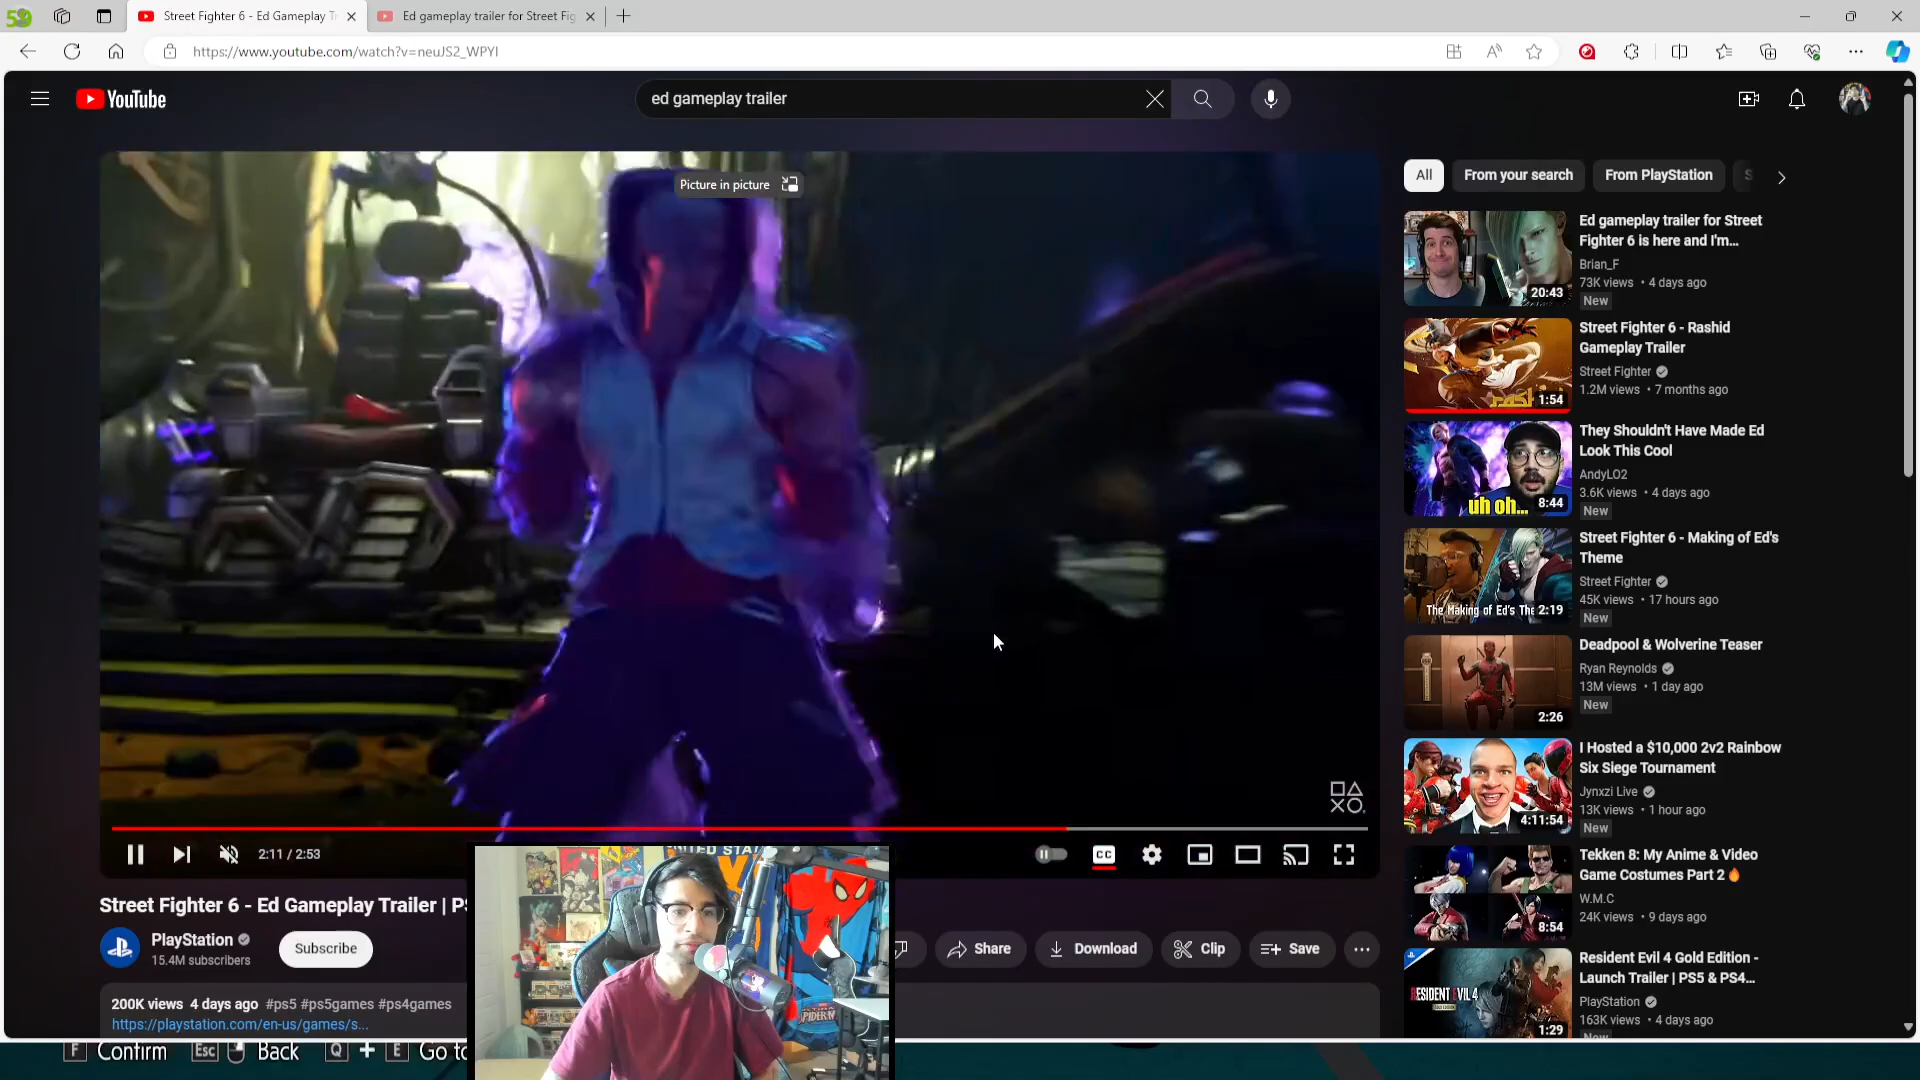 59
Street Fighter 6 - Ed Gameplay Tr
Ed gameplay trailer for Street Fig
https://www.youtube.com/watch?v=neuJS2_WPYI
YouTube
ed gameplay trailer
Picture in picture
All
From your search
From PlayStation
S
Ed gameplay trailer for Street
Fighter 6 is here and I'm...
Brian_F
73K views • 4 days ago
New
20:43
Street Fighter 6 - Rashid
Gameplay Trailer
Street Fighter
1.2M views • 7 months ago
1:54
They Shouldn't Have Made Ed
Look This Cool
AndyLO2
3.6K views • 4 days ago
New
uh oh...
8:44
Street Fighter 6 - Making of Ed's
Theme
Street Fighter
45K views • 17 hours ago
New
The Making of Ed's The
2:19
Deadpool & Wolverine Teaser
Ryan Reynolds
13M views • 1 day ago
New
2:26
I Hosted a $10,000 2v2 Rainbow
Six Siege Tournament
Jynxzi Live
13K views • 1 hour ago
New
4:11:54
Tekken 8: My Anime & Video
Game Costumes Part 2🔥
W.M.C
24K views • 9 days ago
8:54
Resident Evil 4 Gold Edition -
Launch Trailer | PS5 & PS4...
PlayStation
163K views • 4 days ago
New
RESIDENT EVIL 4
1:29
2:11 / 2:53
CC
Street Fighter 6 - Ed Gameplay Trailer | PS
PlayStation
15.4M subscribers
Subscribe
Share
Download
Clip
Save
200K views 4 days ago #ps5 #ps5games #ps4games
https://playstation.com/en-us/games/s...
F Confirm Esc Back Q + E Go to